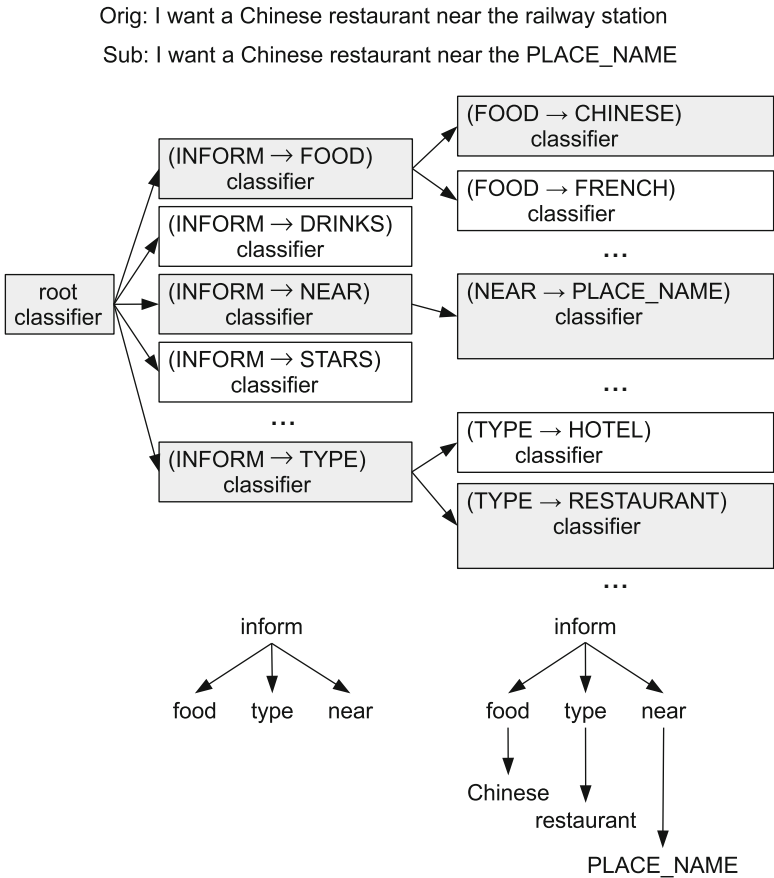 Orig: I want a Chinese restaurant near the railway station
Sub: I want a Chinese restaurant near the PLACE_NAME
root
classifier
(INFORM → FOOD)
classifier
(INFORM → DRINKS)
classifier
(INFORM → NEAR)
classifier
(INFORM → STARS)
classifier
...
(INFORM → TYPE)
classifier
(FOOD → CHINESE)
classifier
(FOOD → FRENCH)
classifier
...
(NEAR → PLACE_NAME)
classifier
...
(TYPE → HOTEL)
classifier
(TYPE → RESTAURANT)
classifier
...
inform
food type near
inform
food type near
Chinese
restaurant
PLACE_NAME